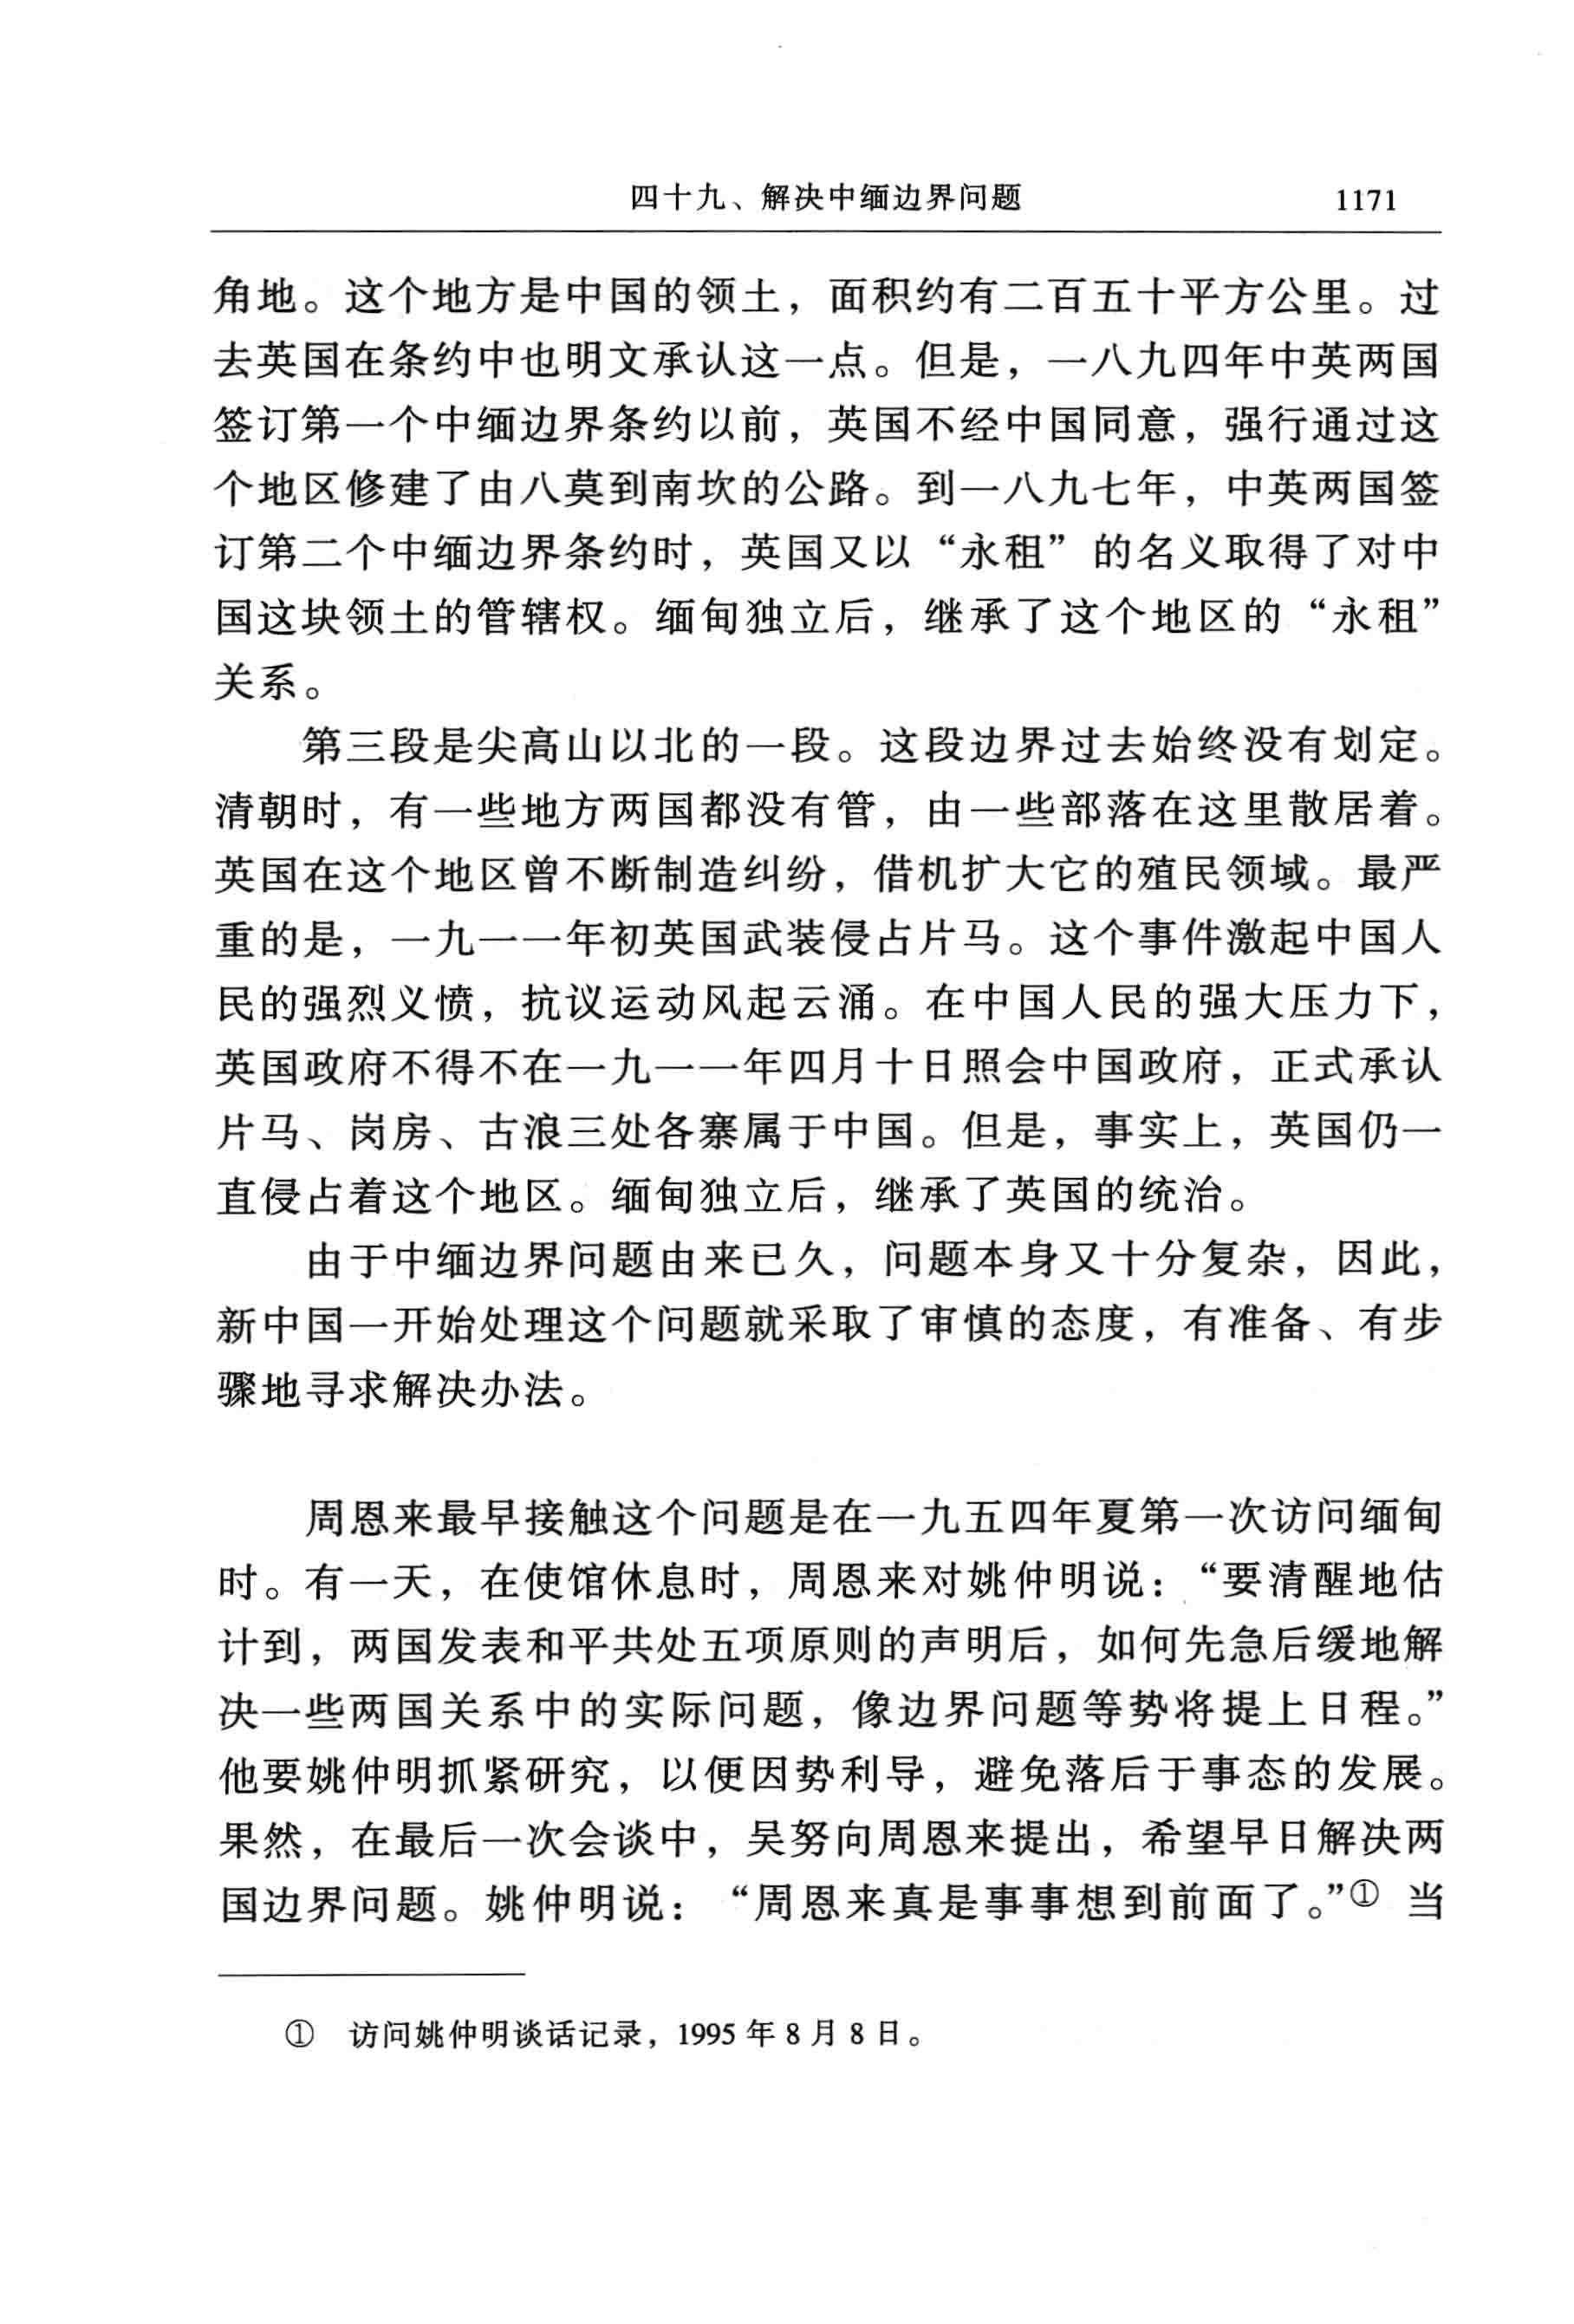 四十九、解决中缅边界问题 1171
角地。这个地方是中国的领土，面积约有二百五十平方公里。过
去英国在条约中也明文承认这一点。但是，一八九四年中英两国
签订第一个中缅边界条约以前，英国不经中国同意，强行通过这
个地区修建了由八莫到南坎的公路。到一八九七年，中英两国签
订第二个中缅边界条约时，英国又以“永租”的名义取得了对中
国这块领土的管辖权。缅甸独立后，继承了这个地区的“永租”
关系。
第三段是尖高山以北的一段。这段边界过去始终没有划定。
清朝时，有一些地方两国都没有管，由一些部落在这里散居着。
英国在这个地区曾不断制造纠纷，借机扩大它的殖民领域。最严
重的是，一九一一年初英国武装侵占片马。这个事件激起中国人
民的强烈义愤，抗议运动风起云涌。在中国人民的强大压力下，
英国政府不得不在一九一一年四月十日照会中国政府，正式承认
片马、岗房、古浪三处各寨属于中国。但是，事实上，英国仍一
直侵占着这个地区。缅甸独立后，继承了英国的统治。
由于中缅边界问题由来已久，问题本身又十分复杂，因此，
新中国一开始处理这个问题就采取了审慎的态度，有准备、有步
骤地寻求解决办法。
周恩来最早接触这个问题是在一九五四年夏第一次访问缅甸
时。有一天，在使馆休息时，周恩来对姚仲明说：“要清醒地估
计到，两国发表和平共处五项原则的声明后，如何先急后缓地解
决一些两国关系中的实际问题，像边界问题等势将提上日程。”
他要姚仲明抓紧研究，以便因势利导，避免落后于事态的发展。
果然，在最后一次会谈中，吴努向周恩来提出，希望早日解决两
国边界问题。姚仲明说：“周恩来真是事事想到前面了。”① 当
① 访问姚仲明谈话记录，1995年8月8日。